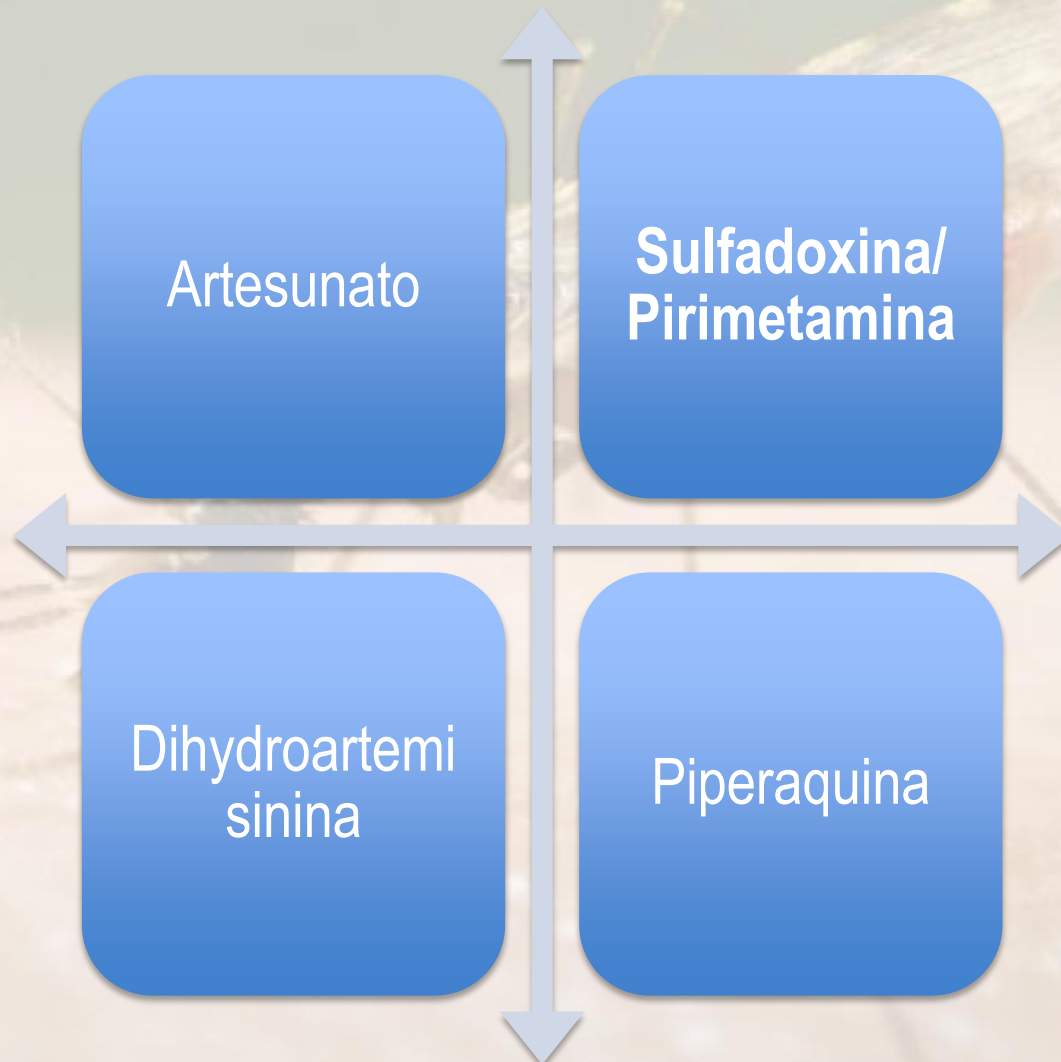 Artesunato
Sulfadoxina/
Pirimetamina
Dihydroartemi
sinina
Piperaquina